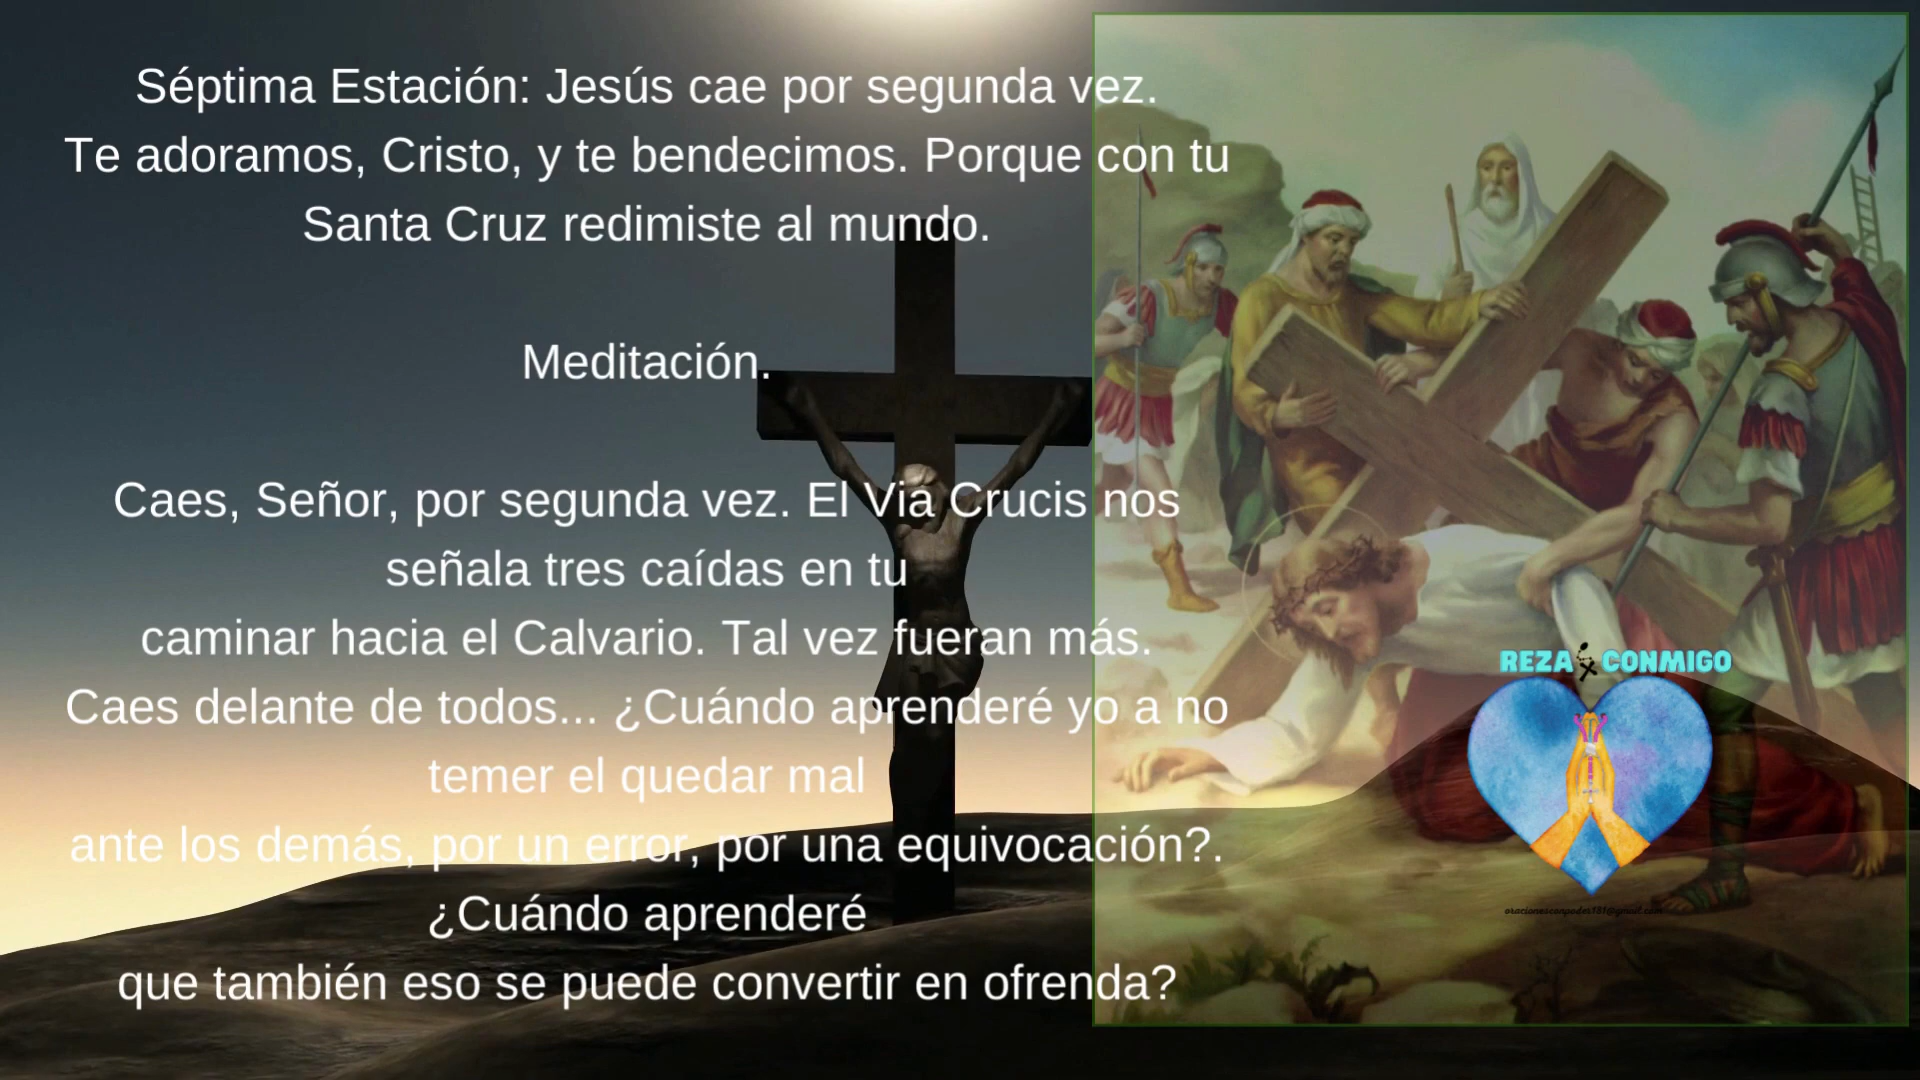 Séptima Estación: Jesús cae por segunda vez.
Te adoramos, Cristo, y te bendecimos. Porque con tu
Santa Cruz redimiste al mundo.
Meditación.
Caes, Señor, por segunda vez. El Via Crucis nos
señala tres caídas en tu
caminar hacia el Calvario. Tal vez fueran más.
Caes delante de todos... ¿Cuándo aprenderé yo a no
temer el quedar mal
ante los demás, por un error, por una equivocación?.
¿Cuándo aprenderé
que también eso se puede convertir en ofrenda?
REZA CONMIGO